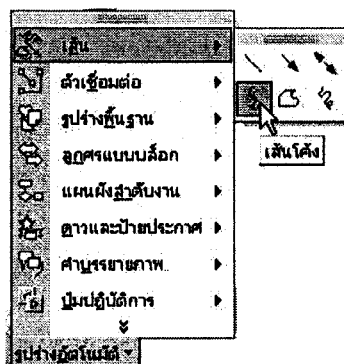 เส้น
ตัวเชื่อมต่อ
รูปร่างพื้นฐาน
ลูกศรแบบบล็อก
แผนผังลำดับงาน
ดาวและป้ายประกาศ
คำบรรยายภาพ
ปุ่มปฏิบัติการ
รูปร่างอัตโนมัติ
เส้นโค้ง